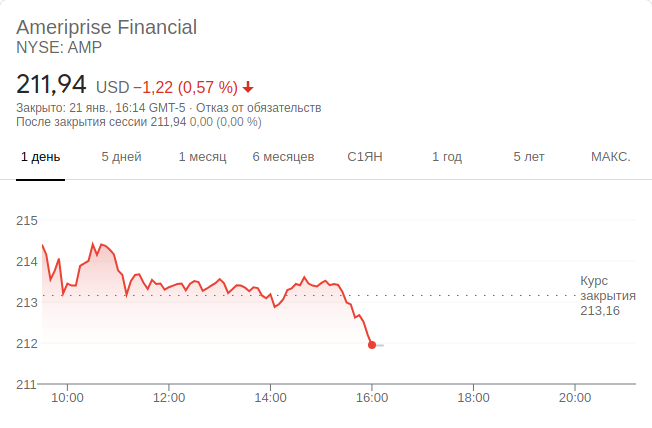 Ameriprise Financial
NYSE: AMP
211,94 USD −1,22 (0,57 %)
Закрыто: 21 янв., 16:14 GMT-5 · Отказ от обязательств
После закрытия сессии 211,94 0,00 (0,00 %)
1 день 5 дней 1 месяц 6 месяцев С1ЯН 1 год 5 лет МАКС.
215
214
213
212
211
Курс
закрытия
213,16
10:00 12:00 14:00 16:00 18:00 20:00